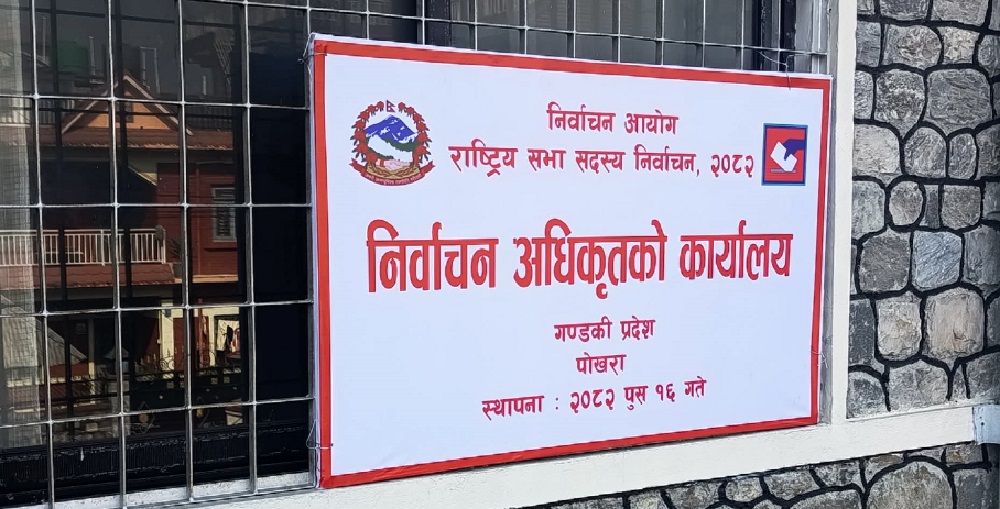 निर्वाचन आयोग
राष्ट्रिय सभा सदस्य निर्वाचन, २०८२
निर्वाचन अधिकृतको कार्यालय
गण्डकी प्रदेश
पोखरा
स्थापना : २०८२ पुस १६ गते